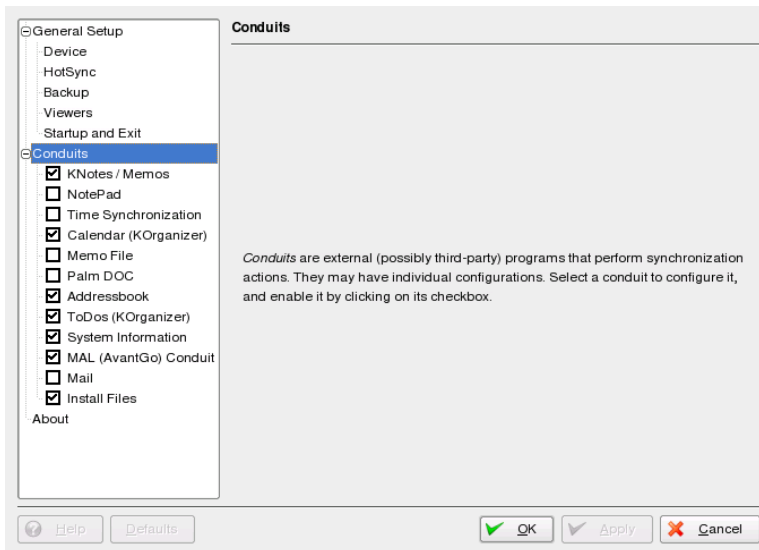 General Setup
Device
HotSync
Backup
Viewers
Startup and Exit
Conduits
KNotes / Memos
NotePad
Time Synchronization
Calendar (KOrganizer)
Memo File
Palm DOC
Addressbook
ToDos (KOrganizer)
System Information
MAL (AvantGo) Conduit
Mail
Install Files
About
Conduits
Conduits are external (possibly third-party) programs that perform synchronization
actions. They may have individual configurations. Select a conduit to configure it,
and enable it by clicking on its checkbox.
Help
Defaults
OK
Apply
Cancel